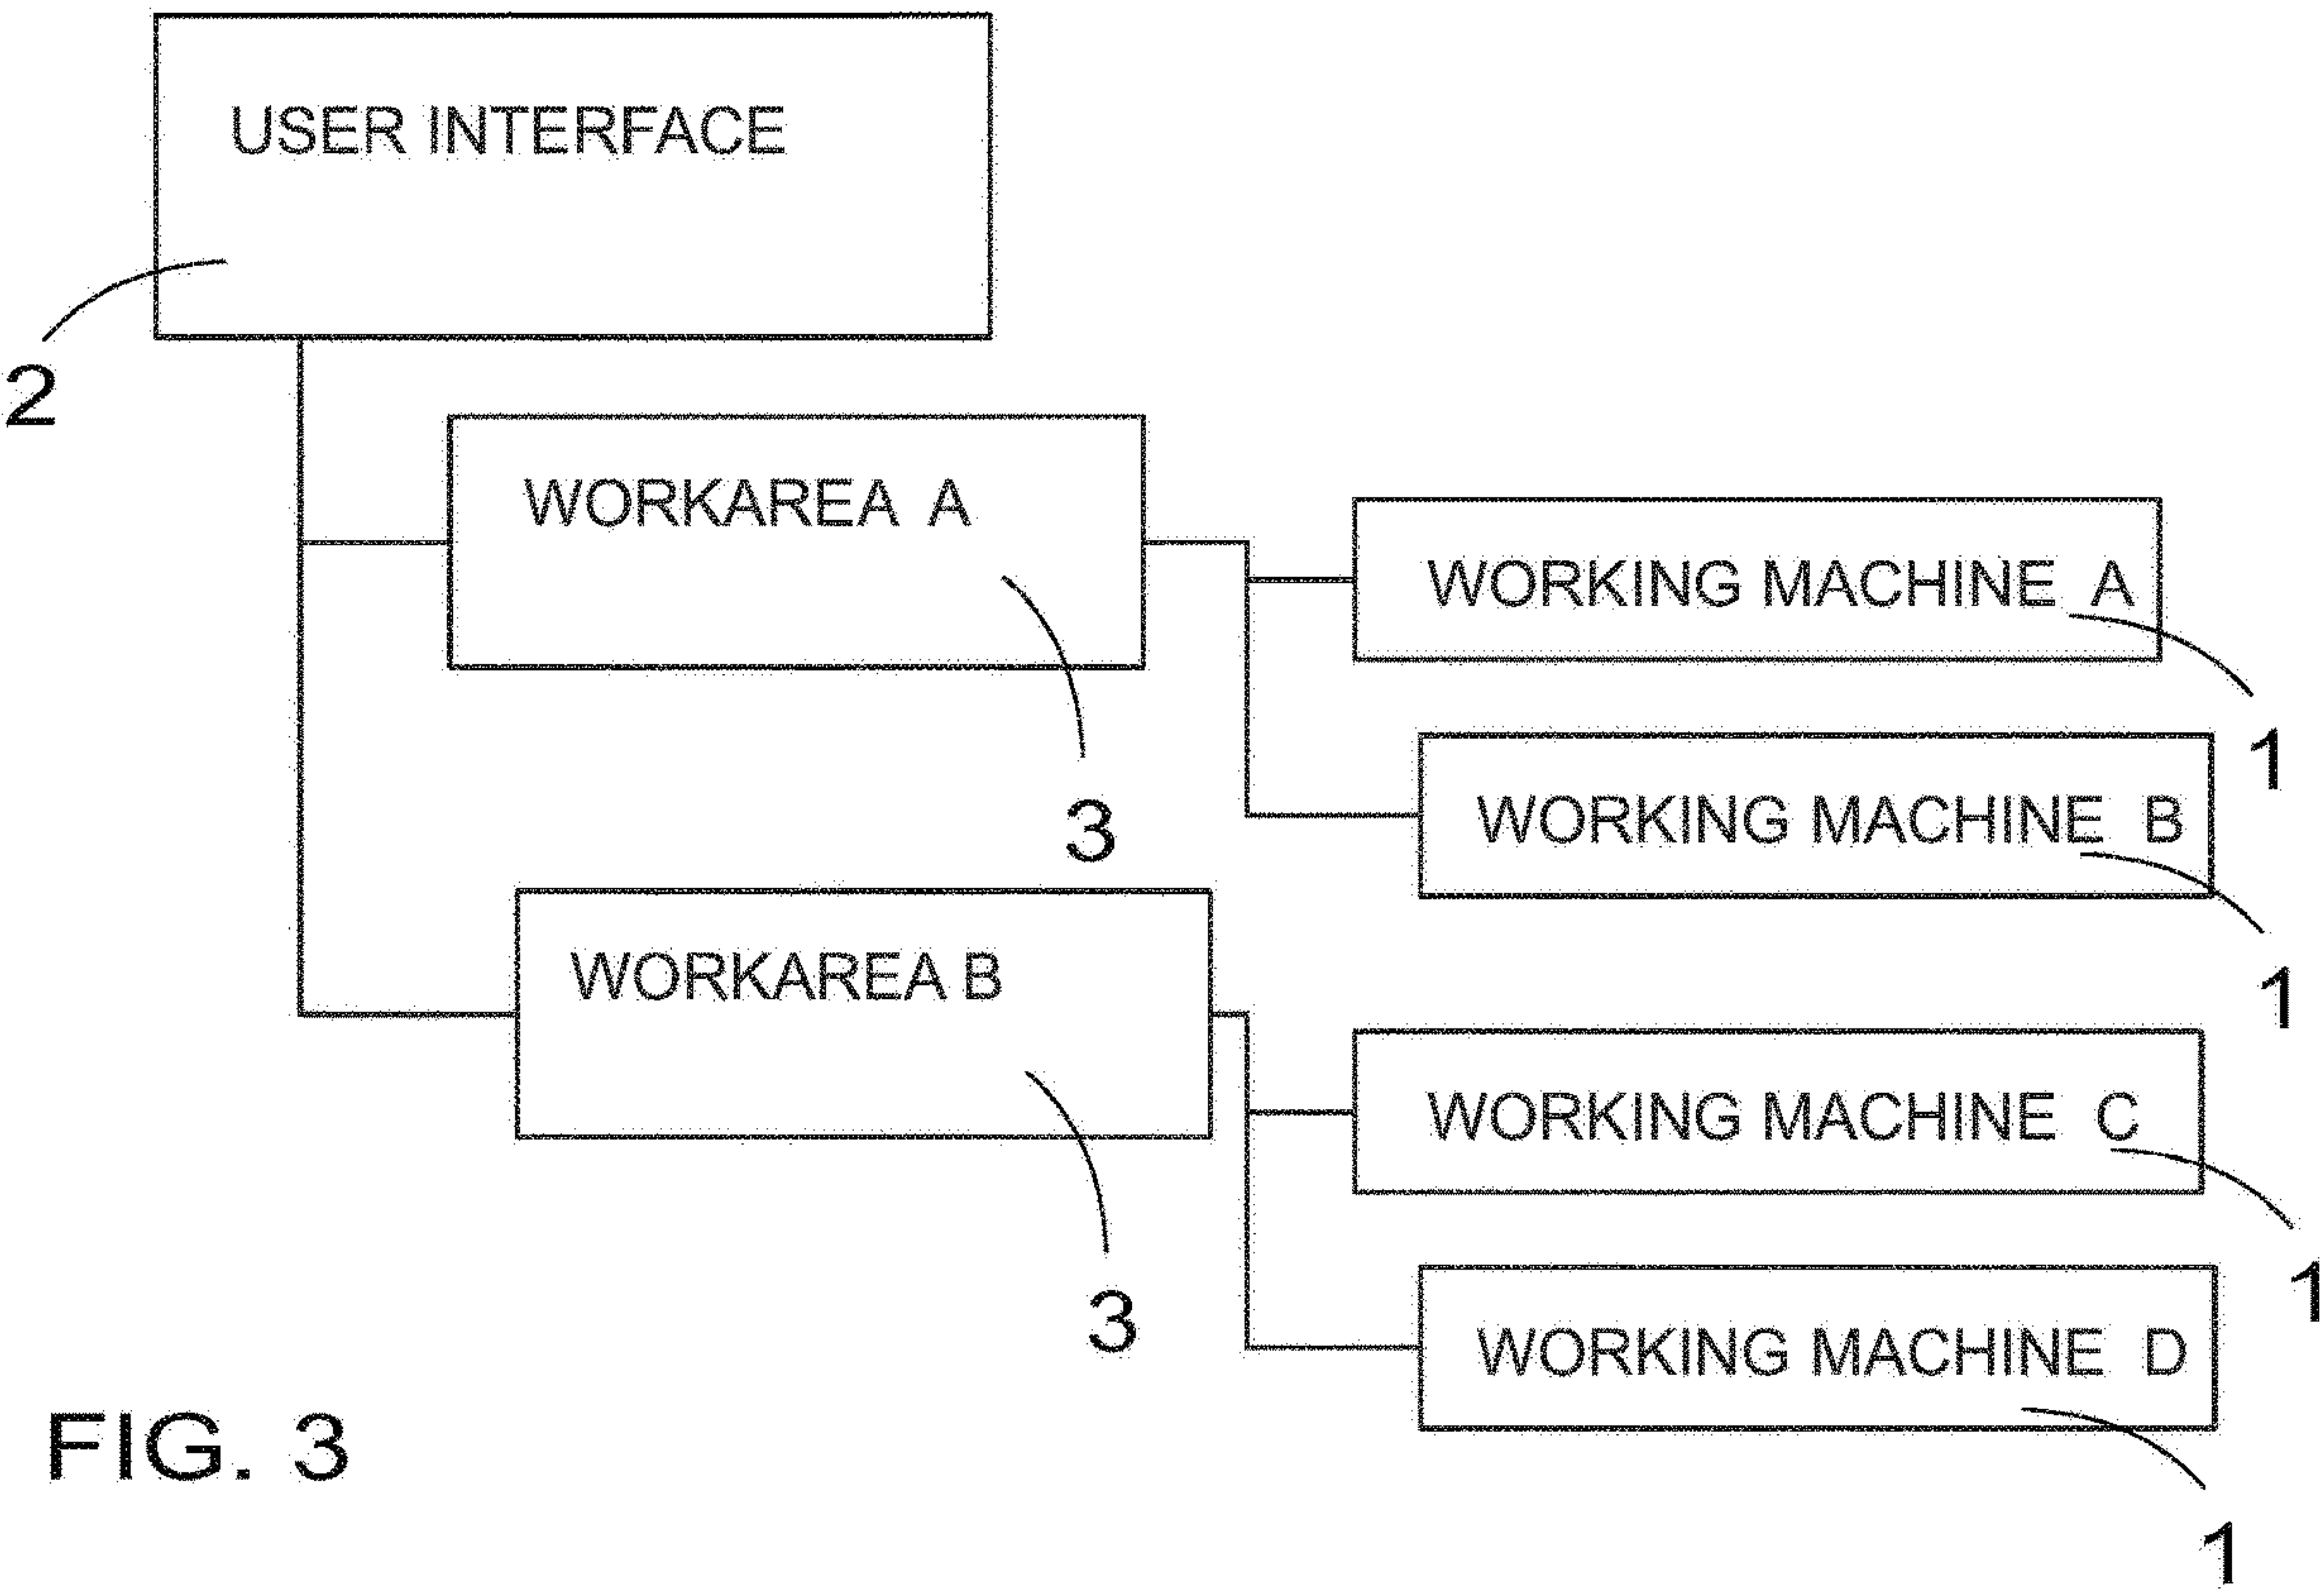 USER INTERFACE
2
WORKAREA A
3
WORKING MACHINE A
1
WORKING MACHINE B
1
WORKAREA B
3
WORKING MACHINE C
1
WORKING MACHINE D
1
FIG. 3